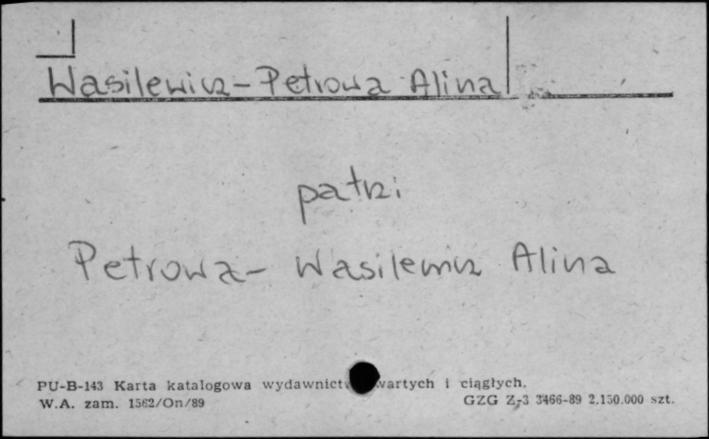 Wasilewicz-Petrowa Alina
patrz:
Petrowa- Wasilewicz Alina
PU-B-143 Karta katalogowa wydawnict wartych i ciągłych.
W.A. zam. 1562/On/89 GZG Z-3 3466-89 2.150.000 szt.